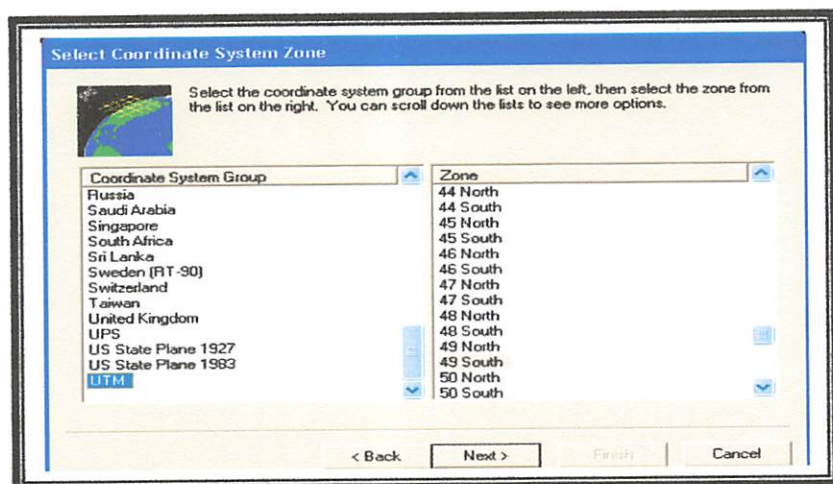 Select Coordinate System Zone
Select the coordinate system group from the list on the left, then select the zone from
the list on the right. You can scroll down the lists to see more options.
Coordinate System Group
Russia
Saudi Arabia
Singapore
South Africa
Sri Lanka
Sweden (RT-90)
Switzerland
Taiwan
United Kingdom
UPS
US State Plane 1927
US State Plane 1983
UTM
Zone
44 North
44 South
45 North
45 South
46 North
46 South
47 North
47 South
48 North
48 South
49 North
49 South
50 North
50 South
< Back
Next >
Finish
Cancel